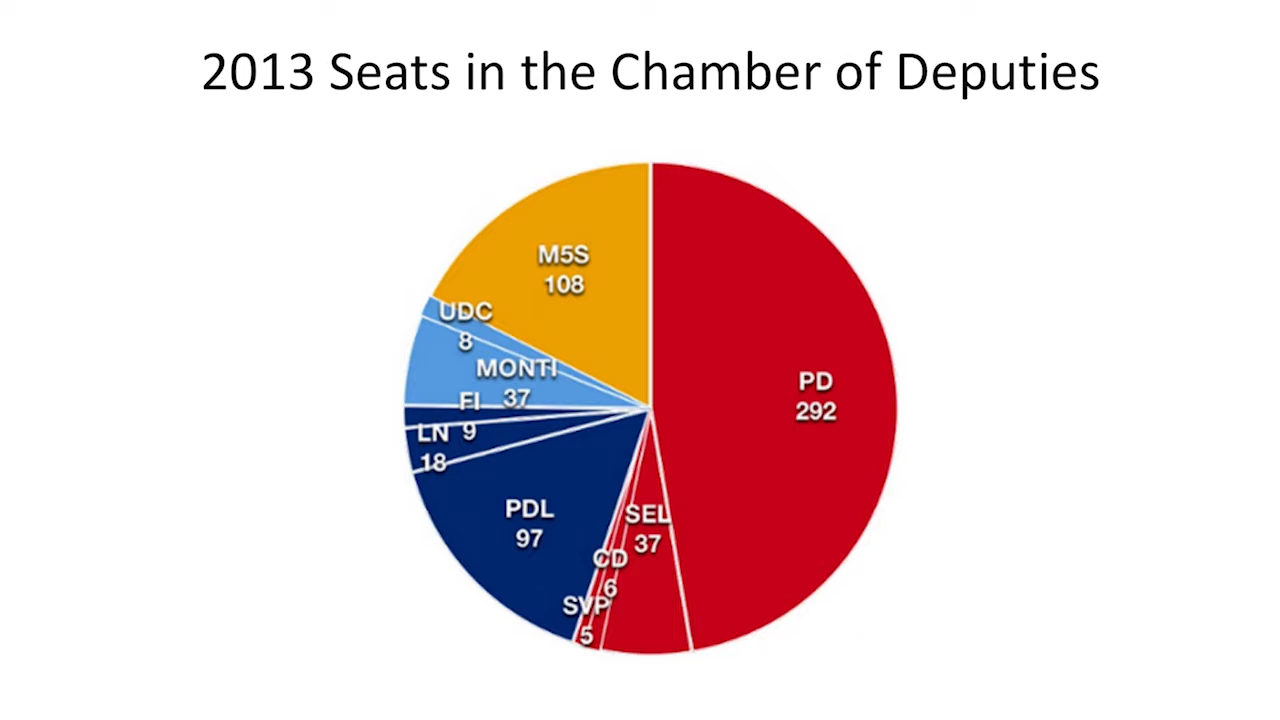 2013 Seats in the Chamber of Deputies
M5S
108
UDC
8
MONTI
37
FI
9
LN
18
PD
292
PDL
97
SEL
37
CD
6
SVP
5